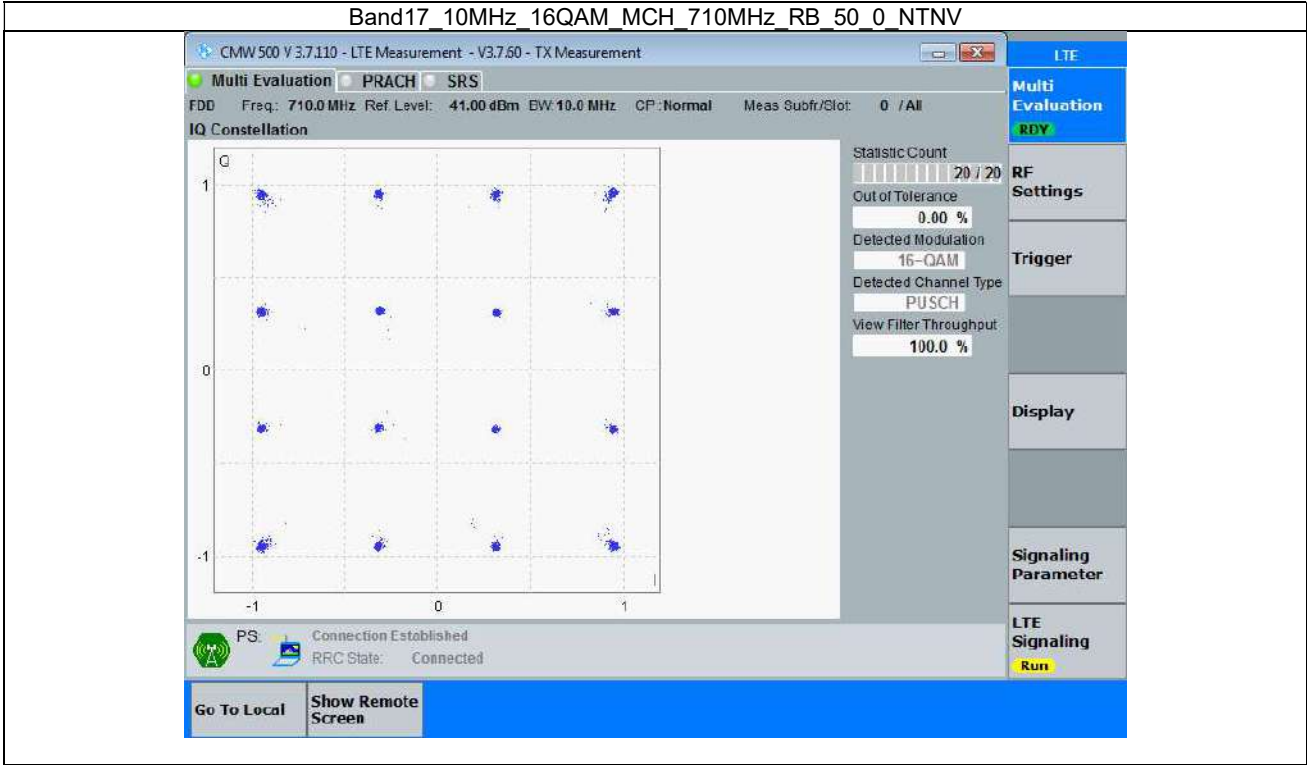 Band17_10MHz_16QAM_MCH_710MHz_RB_50_0_NTNV
CMW 500 V 3.7.110 - LTE Measurement - V3.7.60 - TX Measurement
LTE
Multi Evaluation PRACH SRS
Multi
Evaluation
RDY
FDD Freq.: 710.0 MHz Ref. Level: 41.00 dBm BW:10.0 MHz CP:Normal Meas Subfr/Slot: 0 / All
IQ Constellation
Q
1
0
-1
-1 0 1
I
Statistic Count
20 / 20
Out of Tolerance
0.00 %
Detected Modulation
16-QAM
Detected Channel Type
PUSCH
View Filter Throughput
100.0 %
RF
Settings
Trigger
Display
Signaling
Parameter
LTE
Signaling
Run
PS: Connection Established
RRC State: Connected
Go To Local
Show Remote
Screen